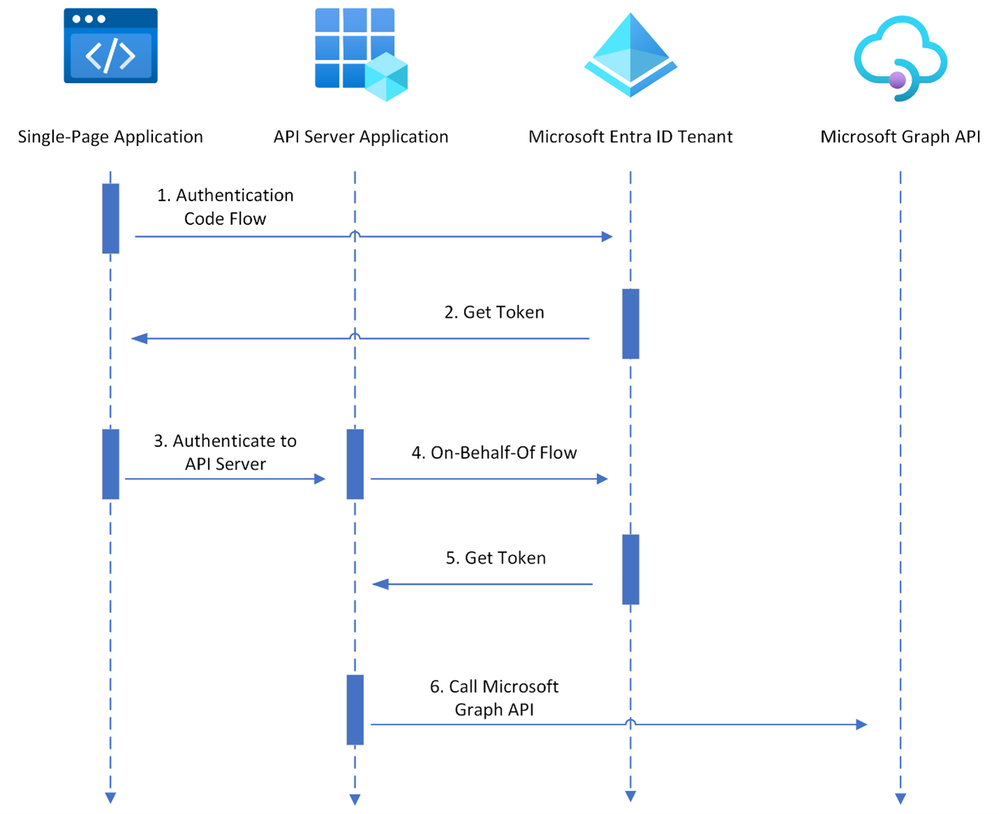 Single-Page Application
API Server Application
Microsoft Entra ID Tenant
Microsoft Graph API
1. Authentication
Code Flow
2. Get Token
3. Authenticate to
API Server
4. On-Behalf-Of Flow
5. Get Token
6. Call Microsoft
Graph API